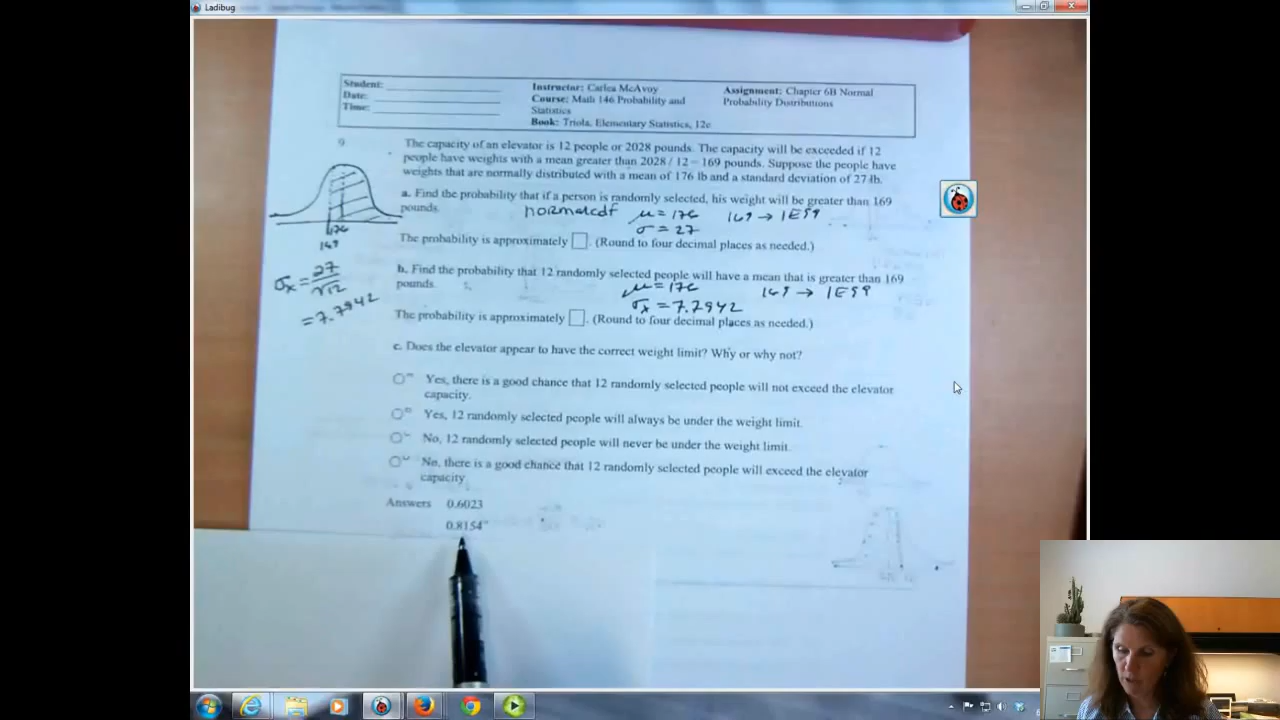 Ladibug
Student:
Date:
Time:
Instructor: Carlea McAvoy
Course: Math 146 Probability and
Statistics
Book: Triola, Elementary Statistics, 12e
Assignment: Chapter 6B Normal
Probability Distributions
9
The capacity of an elevator is 12 people or 2028 pounds. The capacity will be exceeded if 12
people have weights with a mean greater than 2028 / 12 = 169 pounds. Suppose the people have
weights that are normally distributed with a mean of 176 lb and a standard deviation of 27 lb.
176
169
a. Find the probability that if a person is randomly selected, his weight will be greater than 169
pounds.
normalcdf μ = 176 169 → 1E99
σ = 27
The probability is approximately . (Round to four decimal places as needed.)
σx = 27
√12
= 7.7942
b. Find the probability that 12 randomly selected people will have a mean that is greater than 169
pounds.
μ = 176 169 → 1E99
σx = 7.7942
The probability is approximately . (Round to four decimal places as needed.)
c. Does the elevator appear to have the correct weight limit? Why or why not?
Yes, there is a good chance that 12 randomly selected people will not exceed the elevator
capacity.
Yes, 12 randomly selected people will always be under the weight limit.
No, 12 randomly selected people will never be under the weight limit.
No, there is a good chance that 12 randomly selected people will exceed the elevator
capacity
Answers 0.6023
0.8154